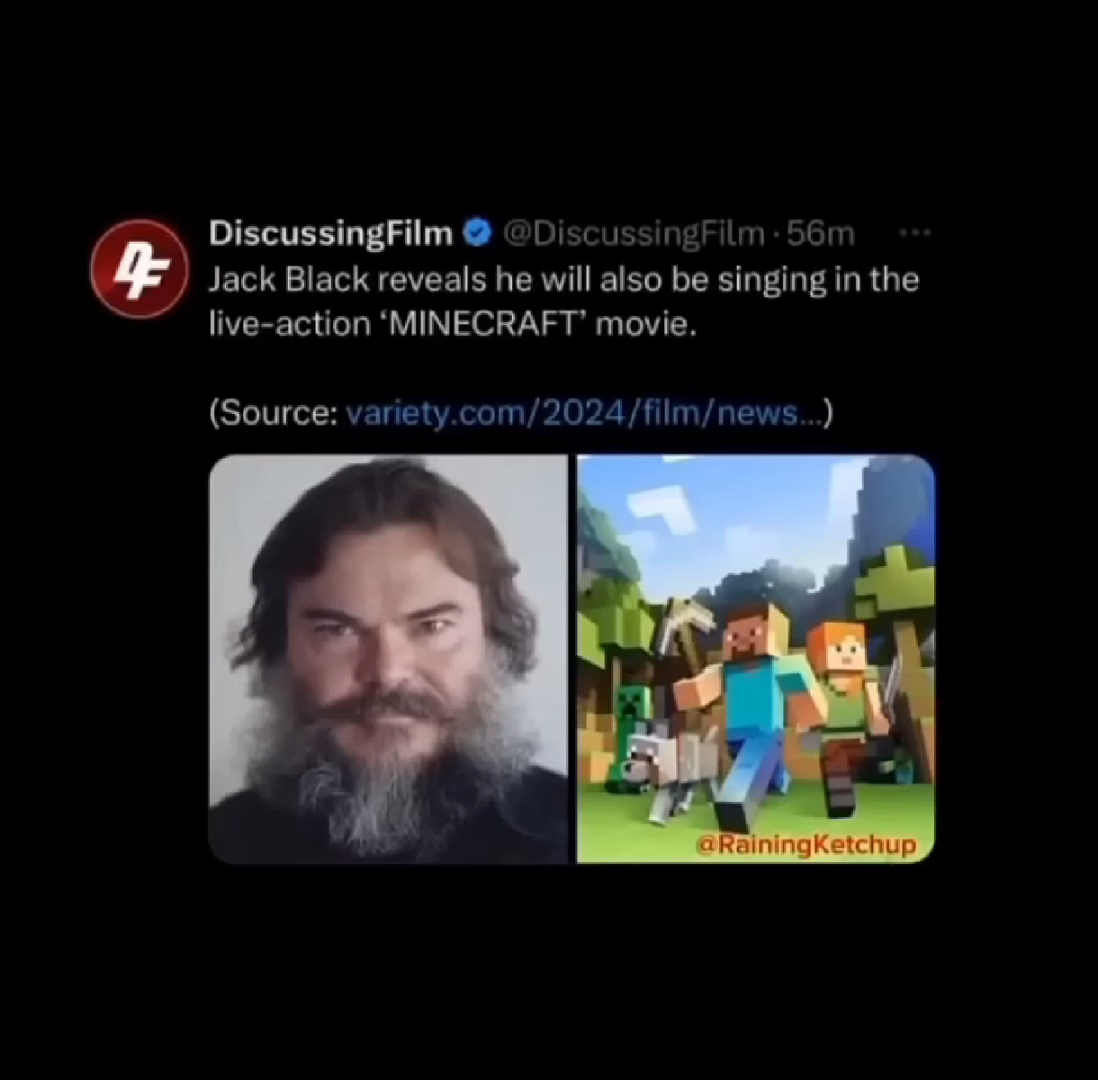 DF
DiscussingFilm @DiscussingFilm · 56m ...
Jack Black reveals he will also be singing in the
live-action ‘MINECRAFT’ movie.
(Source: variety.com/2024/film/news...)
@RainingKetchup